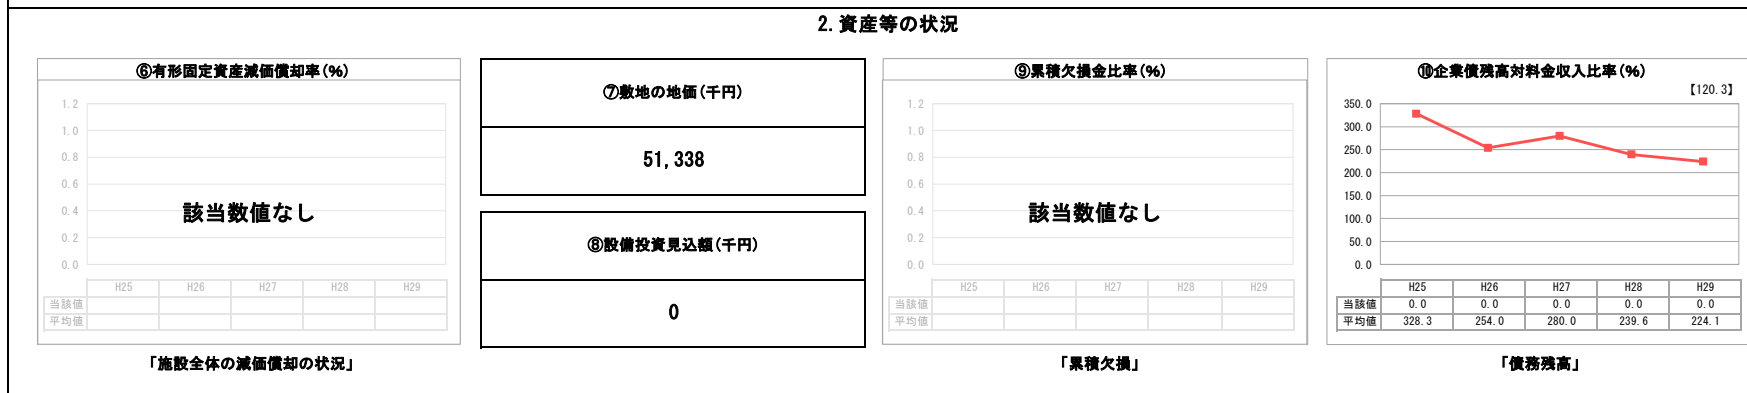 2. 資産等の状況
⑥有形固定資産減価償却率(%)
1.2
1.0
0.8
0.6
0.4
0.2
0.0
該当数値なし
H25 H26 H27 H28 H29
当該値
平均値
「施設全体の減価償却の状況」
⑦敷地の地価(千円)
51,338
⑧設備投資見込額(千円)
0
⑨累積欠損金比率(%)
1.2
1.0
0.8
0.6
0.4
0.2
0.0
該当数値なし
H25 H26 H27 H28 H29
当該値
平均値
「累積欠損」
⑩企業債残高対料金収入比率(%)
【120.3】
350.0
300.0
250.0
200.0
150.0
100.0
50.0
0.0
H25 H26 H27 H28 H29
当該値 0.0 0.0 0.0 0.0 0.0
平均値 328.3 254.0 280.0 239.6 224.1
「債務残高」